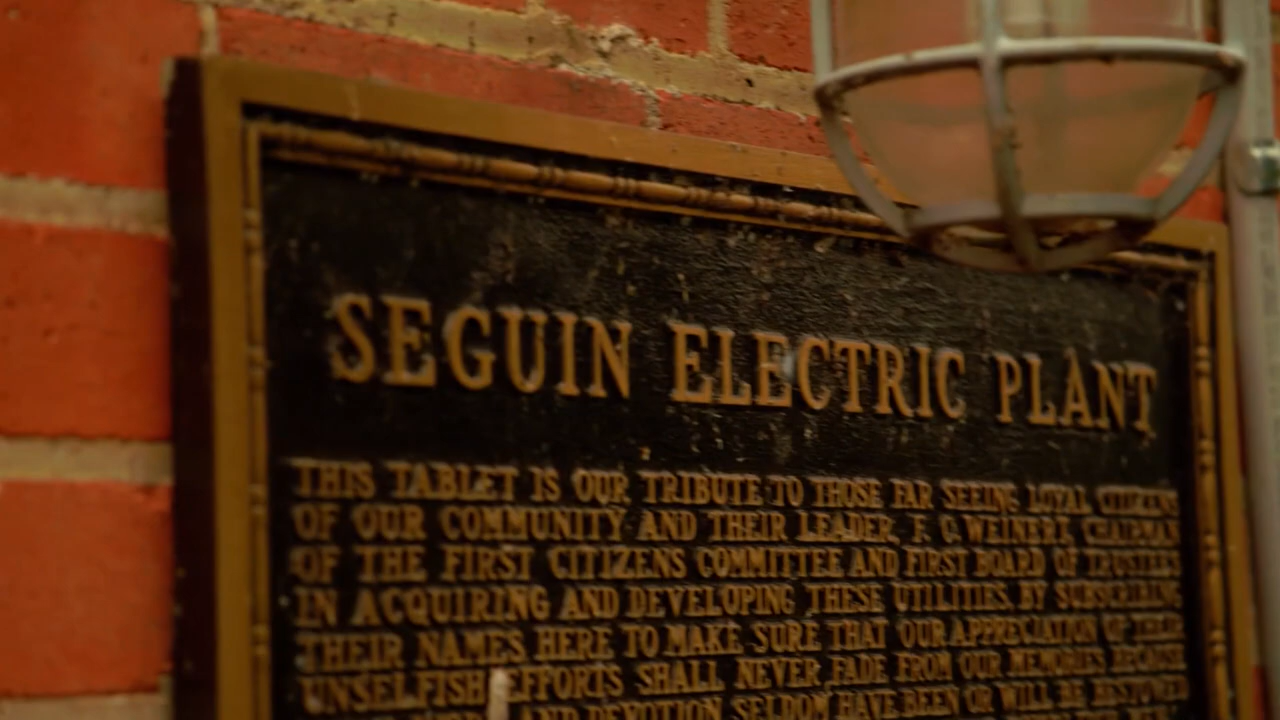 SEGUIN ELECTRIC PLANT
THIS TABLET IS OUR TRIBUTE TO THOSE FAR SEEING LOYAL CITIZENS
OF OUR COMMUNITY AND THEIR LEADER, F. C. WEINERT, CHAIRMAN
OF THE FIRST CITIZENS COMMITTEE AND FIRST BOARD OF TRUSTEES
IN ACQUIRING AND DEVELOPING THESE UTILITIES. BY SUBSCRIBING
THEIR NAMES HERE TO MAKE SURE THAT OUR APPRECIATION OF THEIR
UNSELFISH EFFORTS SHALL NEVER FADE FROM OUR MEMORIES BECAUSE
AND DEVOTION SELDOM HAVE BEEN OR WILL BE BESTOWED